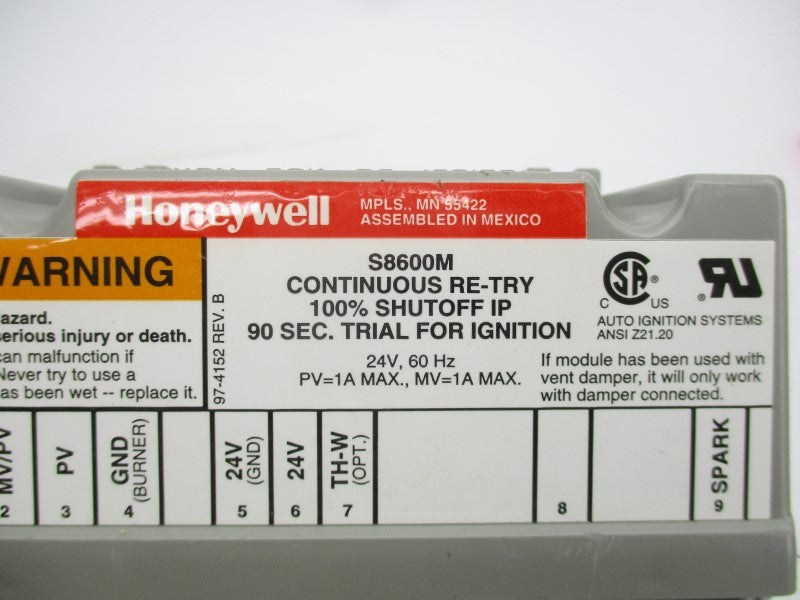 Honeywell
MPLS., MN 55422
ASSEMBLED IN MEXICO
WARNING
azard.
serious injury or death.
can malfunction if
Never try to use a
as been wet -- replace it.
97-4152 REV. B
S8600M
CONTINUOUS RE-TRY
100% SHUTOFF IP
90 SEC. TRIAL FOR IGNITION
24V, 60 Hz
PV=1A MAX., MV=1A MAX.
CSA
C US
AUTO IGNITION SYSTEMS
ANSI Z21.20
If module has been used with
vent damper, it will only work
with damper connected.
MV/PV
2
PV
3
GND
(BURNER)
4
24V
(GND)
5
24V
6
TH-W
(OPT.)
7
8
SPARK
9